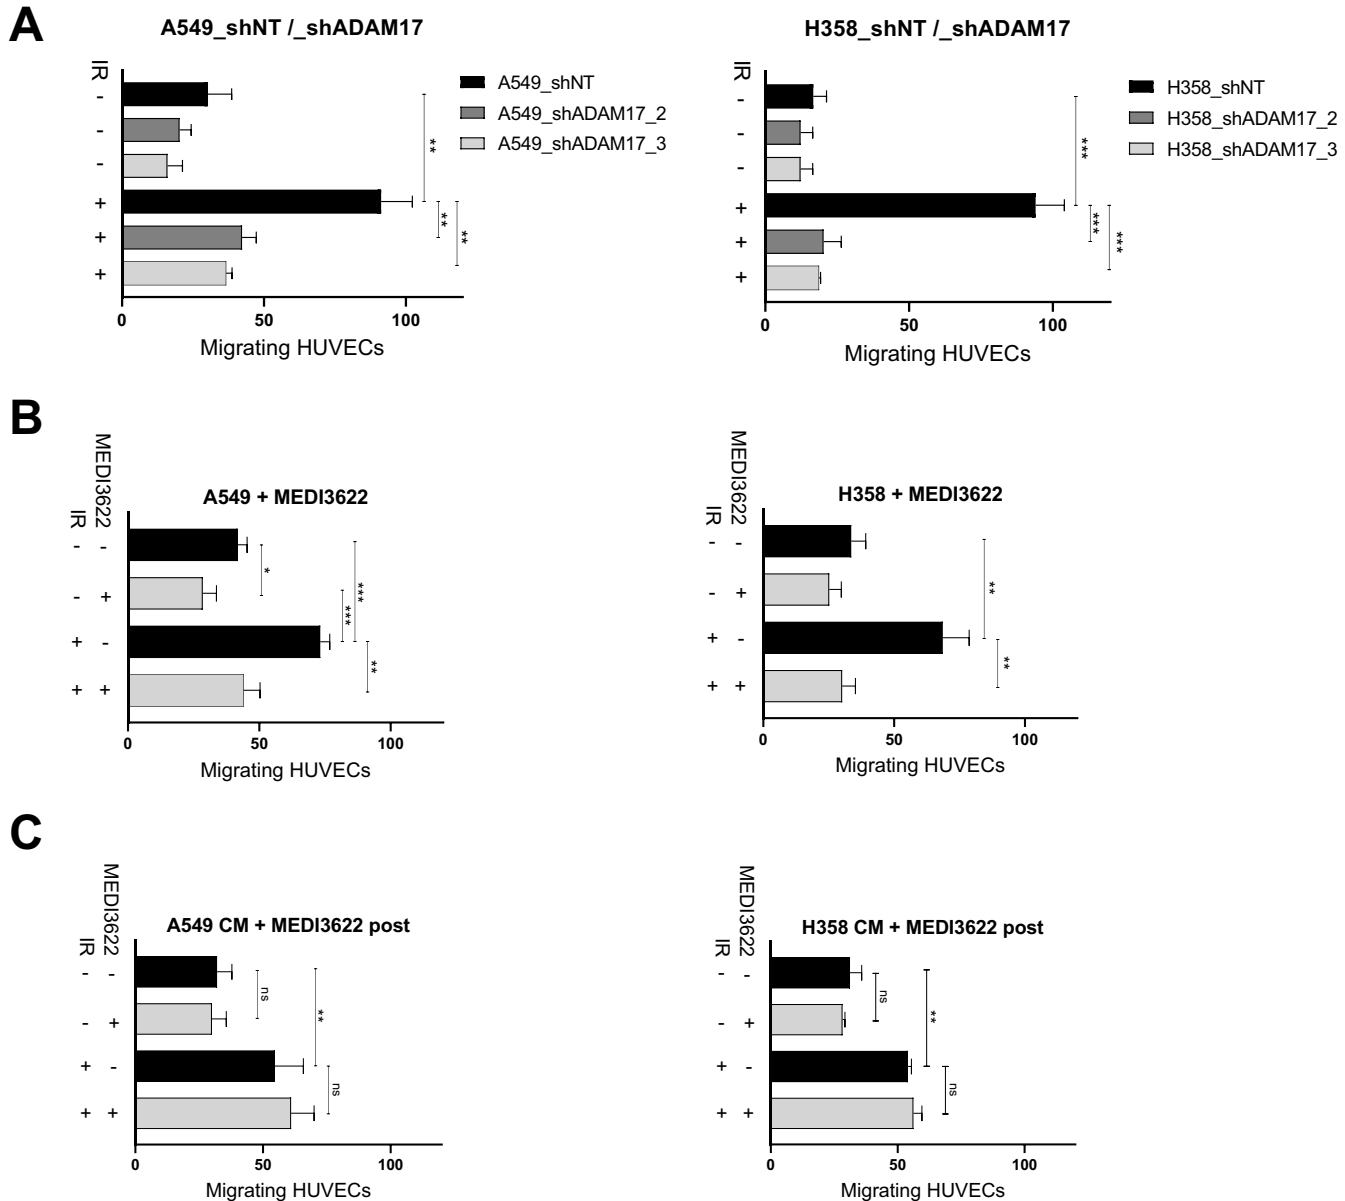 A
A549_shNT /_shADAM17
IR
-
-
-
+
+
+
**
**
**
A549_shNT
A549_shADAM17_2
A549_shADAM17_3
0 50 100
Migrating HUVECs
H358_shNT /_shADAM17
IR
-
-
-
+
+
+
***
***
***
H358_shNT
H358_shADAM17_2
H358_shADAM17_3
0 50 100
Migrating HUVECs
B
A549 + MEDI3622
IR MEDI3622
- -
- +
+ -
+ +
*
***
***
**
0 50 100
Migrating HUVECs
H358 + MEDI3622
IR MEDI3622
- -
- +
+ -
+ +
**
**
0 50 100
Migrating HUVECs
C
A549 CM + MEDI3622 post
IR MEDI3622
- -
- +
+ -
+ +
ns
**
ns
0 50 100
Migrating HUVECs
H358 CM + MEDI3622 post
IR MEDI3622
- -
- +
+ -
+ +
ns
**
ns
0 50 100
Migrating HUVECs